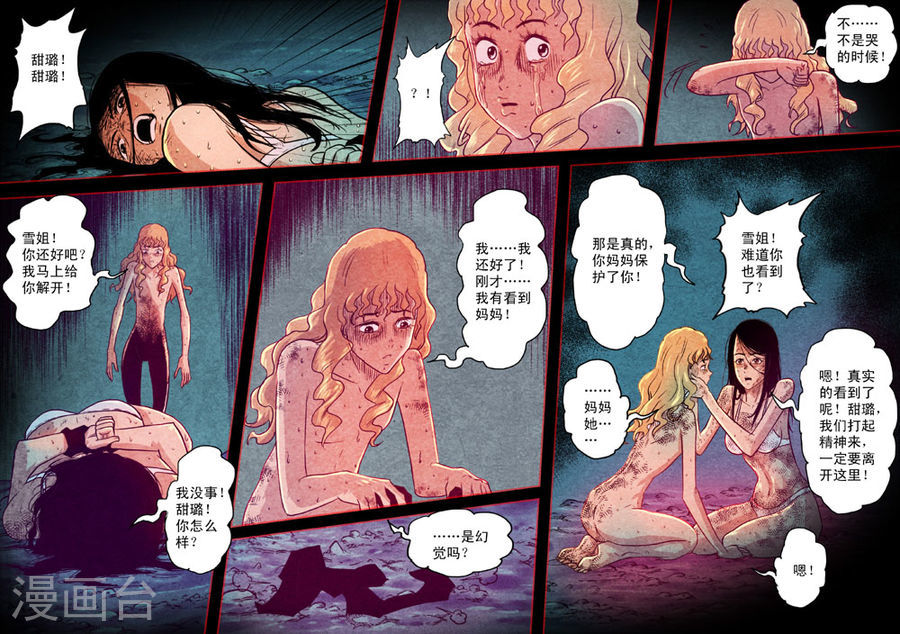 甜璐！
甜璐！
？！
不……
不是哭
的时候！
雪姐！
你还好吧？
我马上给
你解开！
我没事！
甜璐！
你怎么
样？
我……我
还好了！
刚才……
我有看到
妈妈！
……是幻
觉吗？
雪姐！
难道你
也看到
了？
那是真的，
你妈妈保
护了你！
……
妈妈
她……
…
嗯！真实
的看到了
呢！甜璐，
我们打起
精神来，
一定要离
开这里！
嗯！
漫画台